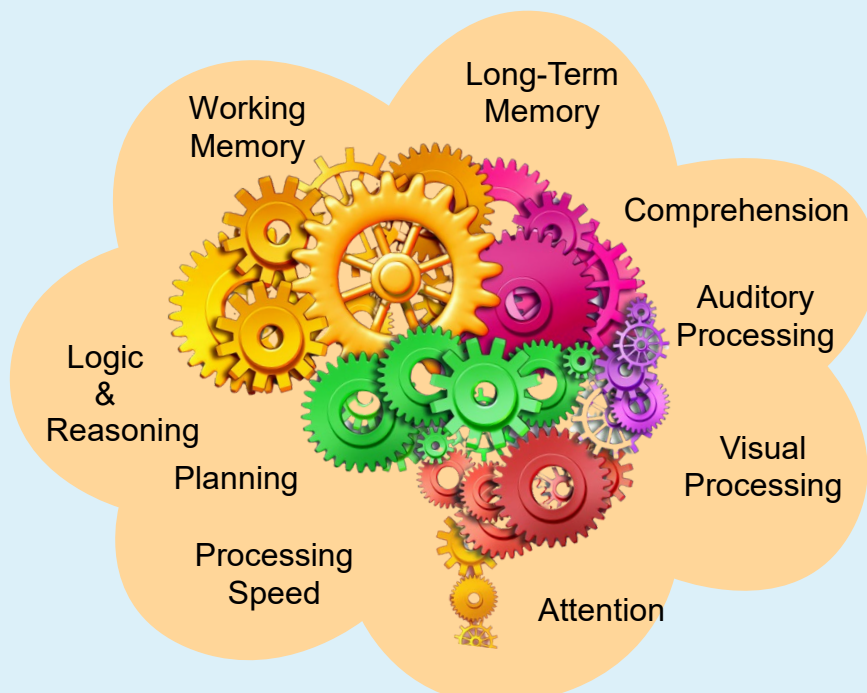 Working
Memory
Long-Term
Memory
Comprehension
Auditory
Processing
Logic
&
Reasoning
Visual
Processing
Planning
Processing
Speed
Attention